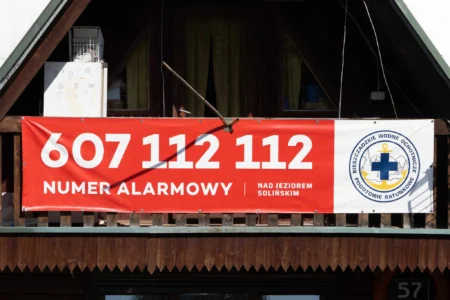 607 112 112
NUMER ALARMOWY
NAD JEZIOREM
SOLIŃSKIM
BIESZCZADZKIE WODNE OCHOTNICZE
POGOTOWIE RATUNKOWE
57